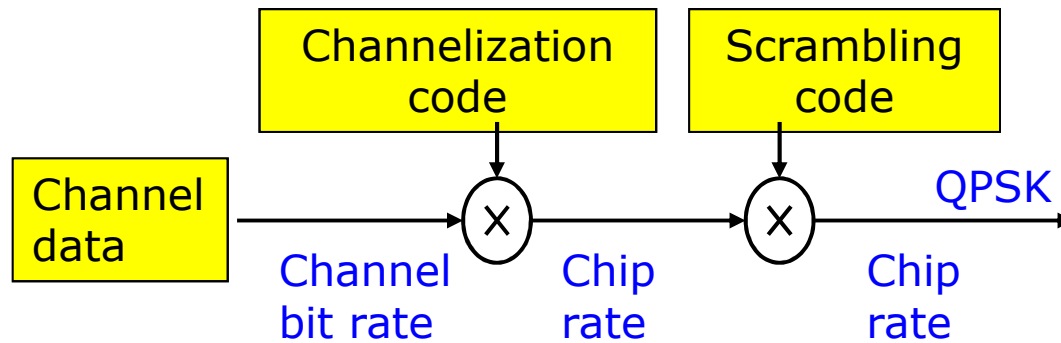 Channelization
code
Scrambling
code
Channel
data
X
X
QPSK
Channel
bit rate
Chip
rate
Chip
rate